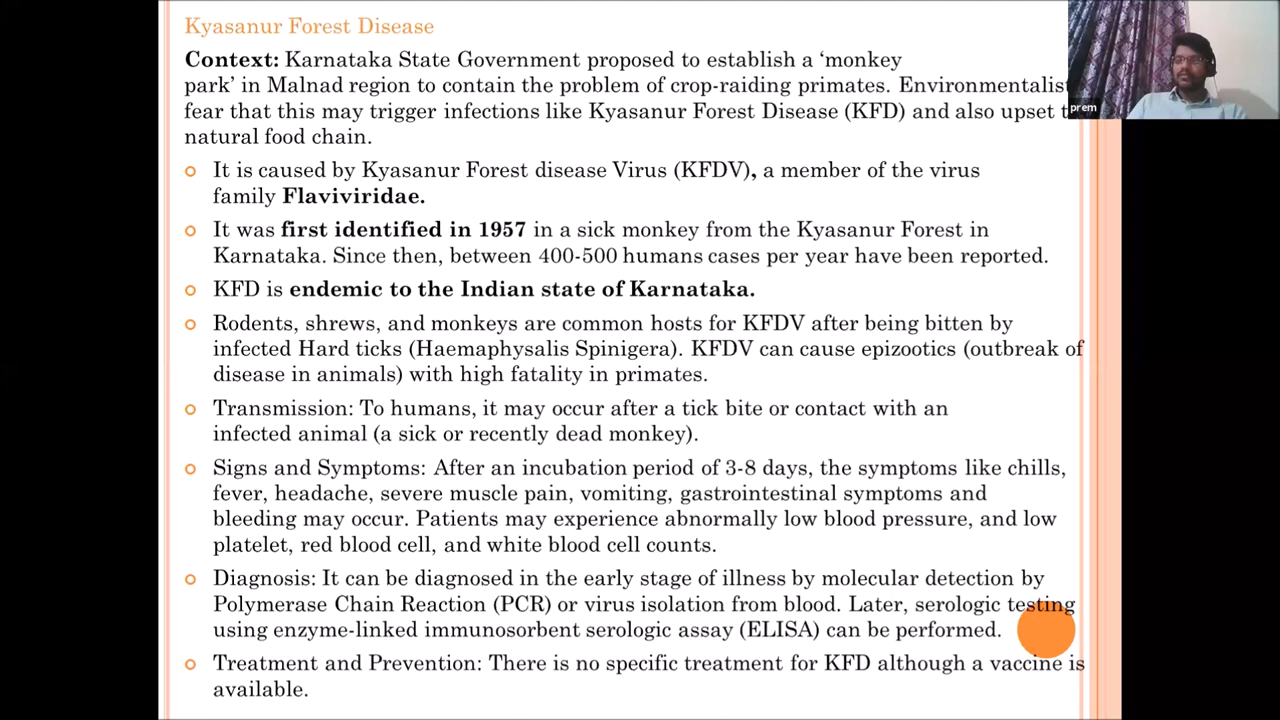 Kyasanur Forest Disease
Context: Karnataka State Government proposed to establish a ‘monkey
park’ in Malnad region to contain the problem of crop-raiding primates. Environmentalist
fear that this may trigger infections like Kyasanur Forest Disease (KFD) and also upset
natural food chain.
It is caused by Kyasanur Forest disease Virus (KFDV), a member of the virus
family Flaviviridae.
It was first identified in 1957 in a sick monkey from the Kyasanur Forest in
Karnataka. Since then, between 400-500 humans cases per year have been reported.
KFD is endemic to the Indian state of Karnataka.
Rodents, shrews, and monkeys are common hosts for KFDV after being bitten by
infected Hard ticks (Haemaphysalis Spinigera). KFDV can cause epizootics (outbreak of
disease in animals) with high fatality in primates.
Transmission: To humans, it may occur after a tick bite or contact with an
infected animal (a sick or recently dead monkey).
Signs and Symptoms: After an incubation period of 3-8 days, the symptoms like chills,
fever, headache, severe muscle pain, vomiting, gastrointestinal symptoms and
bleeding may occur. Patients may experience abnormally low blood pressure, and low
platelet, red blood cell, and white blood cell counts.
Diagnosis: It can be diagnosed in the early stage of illness by molecular detection by
Polymerase Chain Reaction (PCR) or virus isolation from blood. Later, serologic testing
using enzyme-linked immunosorbent serologic assay (ELISA) can be performed.
Treatment and Prevention: There is no specific treatment for KFD although a vaccine is
available.
prem